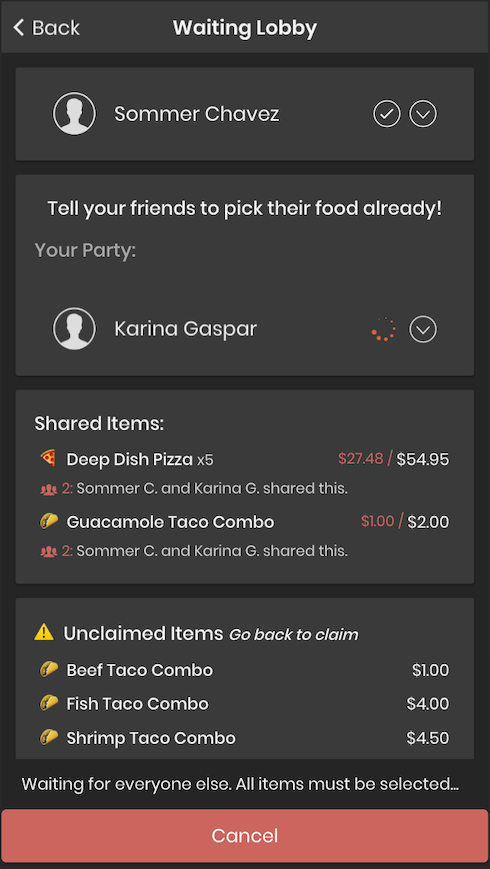 Back Waiting Lobby
Sommer Chavez
Tell your friends to pick their food already!
Your Party:
Karina Gaspar
Shared Items:
Deep Dish Pizza x5 $27.48 / $54.95
2: Sommer C. and Karina G. shared this.
Guacamole Taco Combo $1.00 / $2.00
2: Sommer C. and Karina G. shared this.
Unclaimed Items Go back to claim
Beef Taco Combo $1.00
Fish Taco Combo $4.00
Shrimp Taco Combo $4.50
Waiting for everyone else. All items must be selected...
Cancel